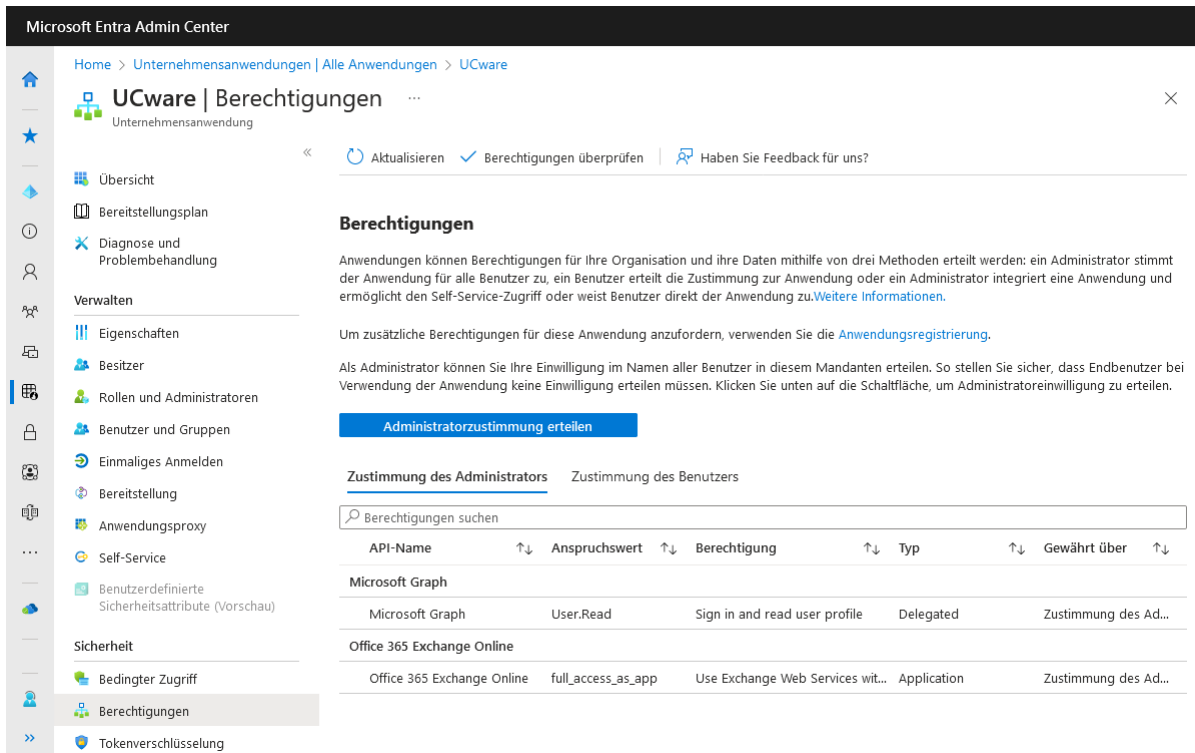 Microsoft Entra Admin Center
Home > Unternehmensanwendungen | Alle Anwendungen > UCware
UCware | Berechtigungen ...
Unternehmensanwendung
«
Aktualisieren
Berechtigungen überprüfen
Haben Sie Feedback für uns?
Übersicht
Bereitstellungsplan
Diagnose und
Problembehandlung
Verwalten
Eigenschaften
Besitzer
Rollen und Administratoren
Benutzer und Gruppen
Einmaliges Anmelden
Bereitstellung
Anwendungsproxy
Self-Service
Benutzerdefinierte
Sicherheitsattribute (Vorschau)
Sicherheit
Bedingter Zugriff
Berechtigungen
Tokenverschlüsselung
Berechtigungen
Anwendungen können Berechtigungen für Ihre Organisation und ihre Daten mithilfe von drei Methoden erteilt werden: ein Administrator stimmt
der Anwendung für alle Benutzer zu, ein Benutzer erteilt die Zustimmung zur Anwendung oder ein Administrator integriert eine Anwendung und
ermöglicht den Self-Service-Zugriff oder weist Benutzer direkt der Anwendung zu.Weitere Informationen.
Um zusätzliche Berechtigungen für diese Anwendung anzufordern, verwenden Sie die Anwendungsregistrierung.
Als Administrator können Sie Ihre Einwilligung im Namen aller Benutzer in diesem Mandanten erteilen. So stellen Sie sicher, dass Endbenutzer bei
Verwendung der Anwendung keine Einwilligung erteilen müssen. Klicken Sie unten auf die Schaltfläche, um Administratoreinwilligung zu erteilen.
Administratorzustimmung erteilen
Zustimmung des Administrators Zustimmung des Benutzers
Berechtigungen suchen
API-Name Anspruchswert Berechtigung Typ Gewährt über
Microsoft Graph
Microsoft Graph User.Read Sign in and read user profile Delegated Zustimmung des Ad...
Office 365 Exchange Online
Office 365 Exchange Online full_access_as_app Use Exchange Web Services wit... Application Zustimmung des Ad...